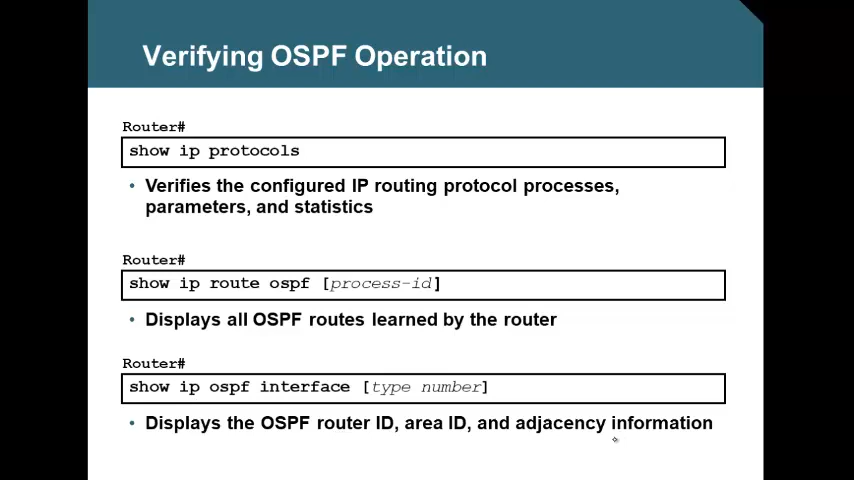 Verifying OSPF Operation
Router#
show ip protocols
• Verifies the configured IP routing protocol processes,
parameters, and statistics
Router#
show ip route ospf [process-id]
• Displays all OSPF routes learned by the router
Router#
show ip ospf interface [type number]
• Displays the OSPF router ID, area ID, and adjacency information